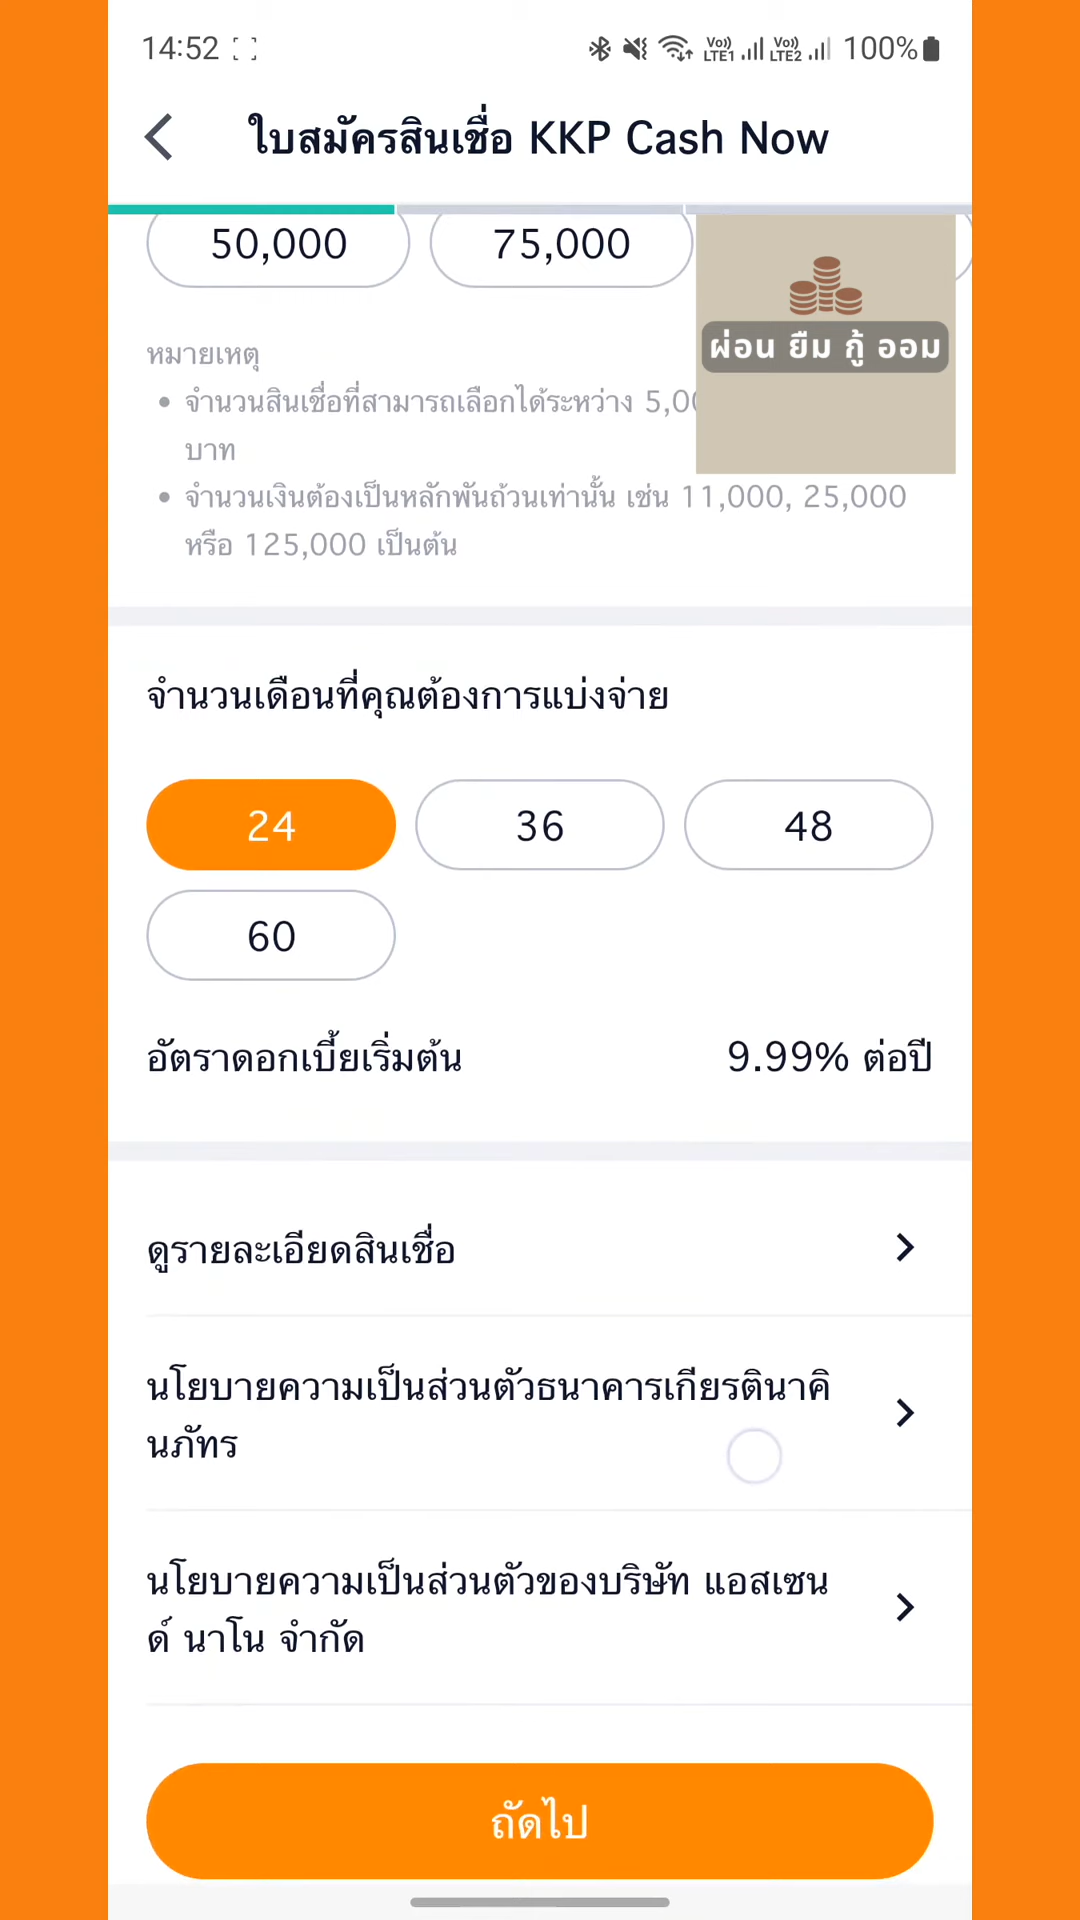 14:52
Vo)) LTE1 Vo)) LTE2 100%
ใบสมัครสินเชื่อ KKP Cash Now
50,000
75,000
ผ่อน ยืม กู้ ออม
หมายเหตุ
• จำนวนสินเชื่อที่สามารถเลือกได้ระหว่าง
บาท
• จำนวนเงินต้องเป็นหลักพันถ้วนเท่านั้น เช่น 11,000, 25,000
หรือ 125,000 เป็นต้น
จำนวนเดือนที่คุณต้องการแบ่งจ่าย
24
36
48
60
อัตราดอกเบี้ยเริ่มต้น 9.99% ต่อปี
ดูรายละเอียดสินเชื่อ
นโยบายความเป็นส่วนตัวธนาคารเกียรตินาคิ
นภัทร
นโยบายความเป็นส่วนตัวของบริษัท แอสเซน
ด์ นาโน จำกัด
ถัดไป